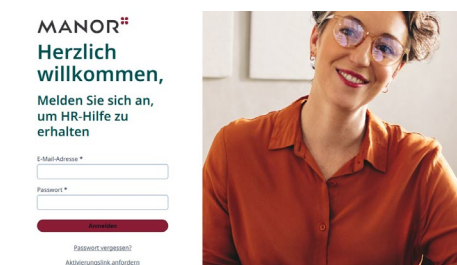 MANOR
Herzlich
willkommen,
Melden Sie sich an,
um HR-Hilfe zu
erhalten
E-Mail-Adresse *
Passwort *
Anmelden
Passwort vergessen?
Aktivierungslink anfordern